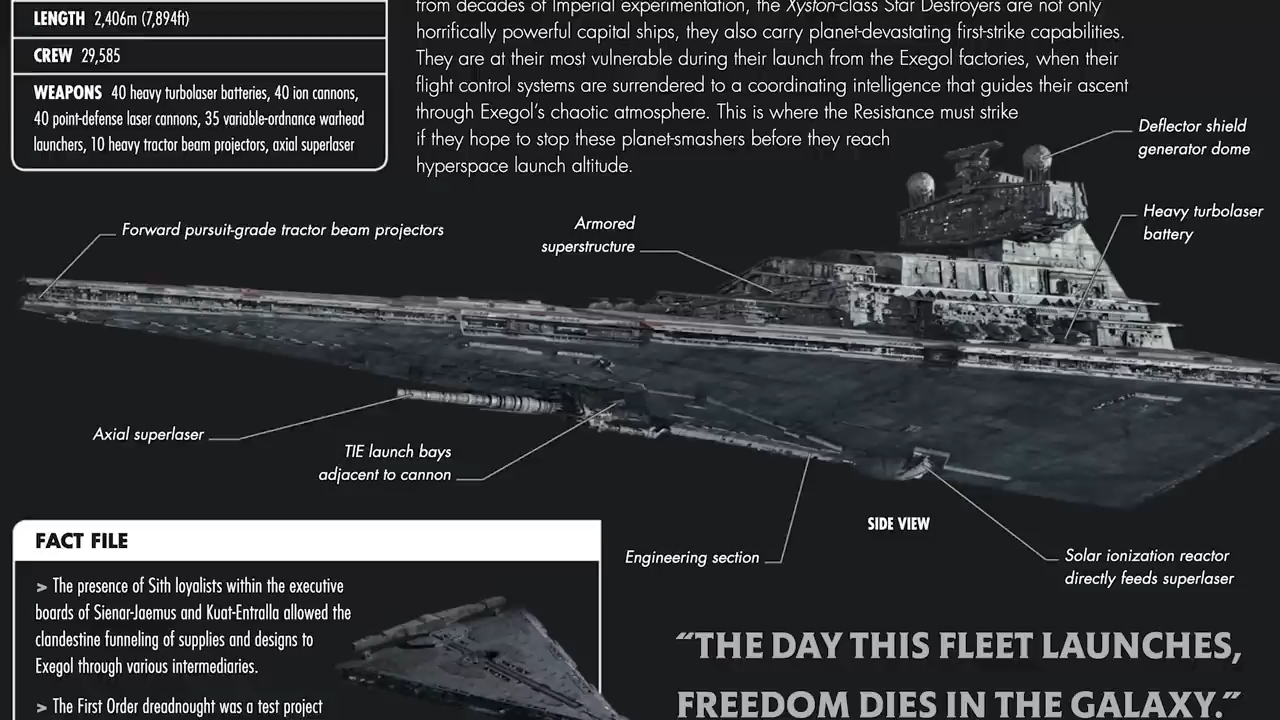 LENGTH 2,406m (7,894ft)
CREW 29,585
WEAPONS 40 heavy turbolaser batteries, 40 ion cannons,
40 point-defense laser cannons, 35 variable-ordnance warhead
launchers, 10 heavy tractor beam projectors, axial superlaser
from decades of Imperial experimentation, the Xyston-class Star Destroyers are not only
horrifically powerful capital ships, they also carry planet-devastating first-strike capabilities.
They are at their most vulnerable during their launch from the Exegol factories, when their
flight control systems are surrendered to a coordinating intelligence that guides their ascent
through Exegol's chaotic atmosphere. This is where the Resistance must strike
if they hope to stop these planet-smashers before they reach
hyperspace launch altitude.
Deflector shield
generator dome
Heavy turbolaser
battery
Armored
superstructure
Forward pursuit-grade tractor beam projectors
Axial superlaser
TIE launch bays
adjacent to cannon
SIDE VIEW
Engineering section
Solar ionization reactor
directly feeds superlaser
FACT FILE
> The presence of Sith loyalists within the executive
boards of Sienar-Jaemus and Kuat-Entralla allowed the
clandestine funneling of supplies and designs to
Exegol through various intermediaries.
> The First Order dreadnought was a test project
“THE DAY THIS FLEET LAUNCHES,
FREEDOM DIES IN THE GALAXY.”